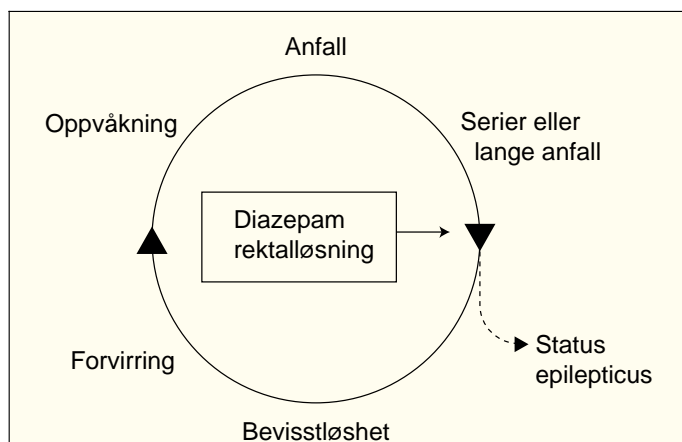 Anfall
Oppvåkning
Serier eller
lange anfall
Diazepam
rektalløsning
Forvirring
Status
epilepticus
Bevisstløshet